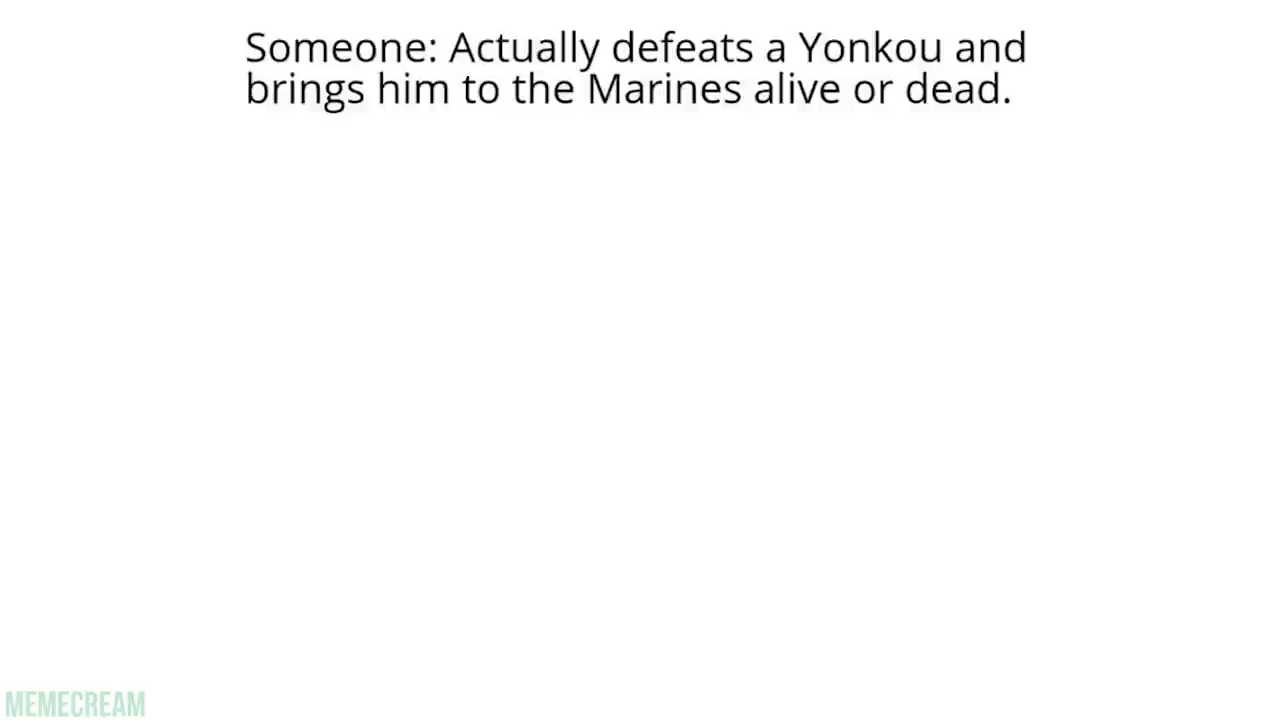 Someone: Actually defeats a Yonkou and
brings him to the Marines alive or dead.
MEMECREAM